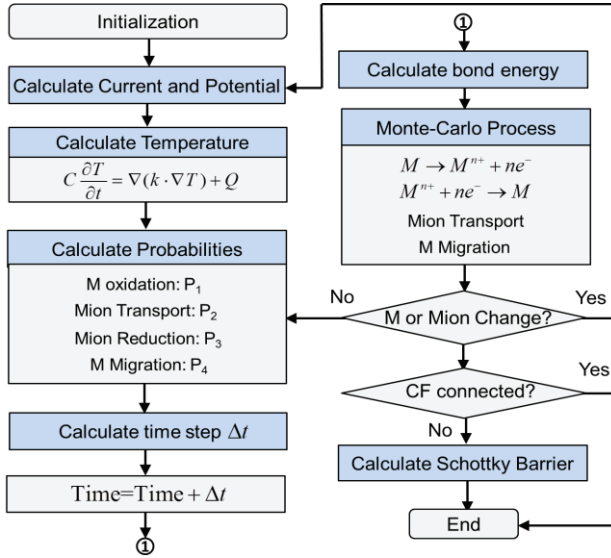 Initialization
Calculate Current and Potential
Calculate Temperature
C ∂T/∂t = ∇(k · ∇T) + Q
Calculate Probabilities
M oxidation: P₁
Mion Transport: P₂
Mion Reduction: P₃
M Migration: P₄
Calculate time step Δt
Time=Time + Δt
①
①
Calculate bond energy
Monte-Carlo Process
M → Mⁿ⁺ + ne⁻
Mⁿ⁺ + ne⁻ → M
Mion Transport
M Migration
No
M or Mion Change?
Yes
CF connected?
Yes
No
Calculate Schottky Barrier
End